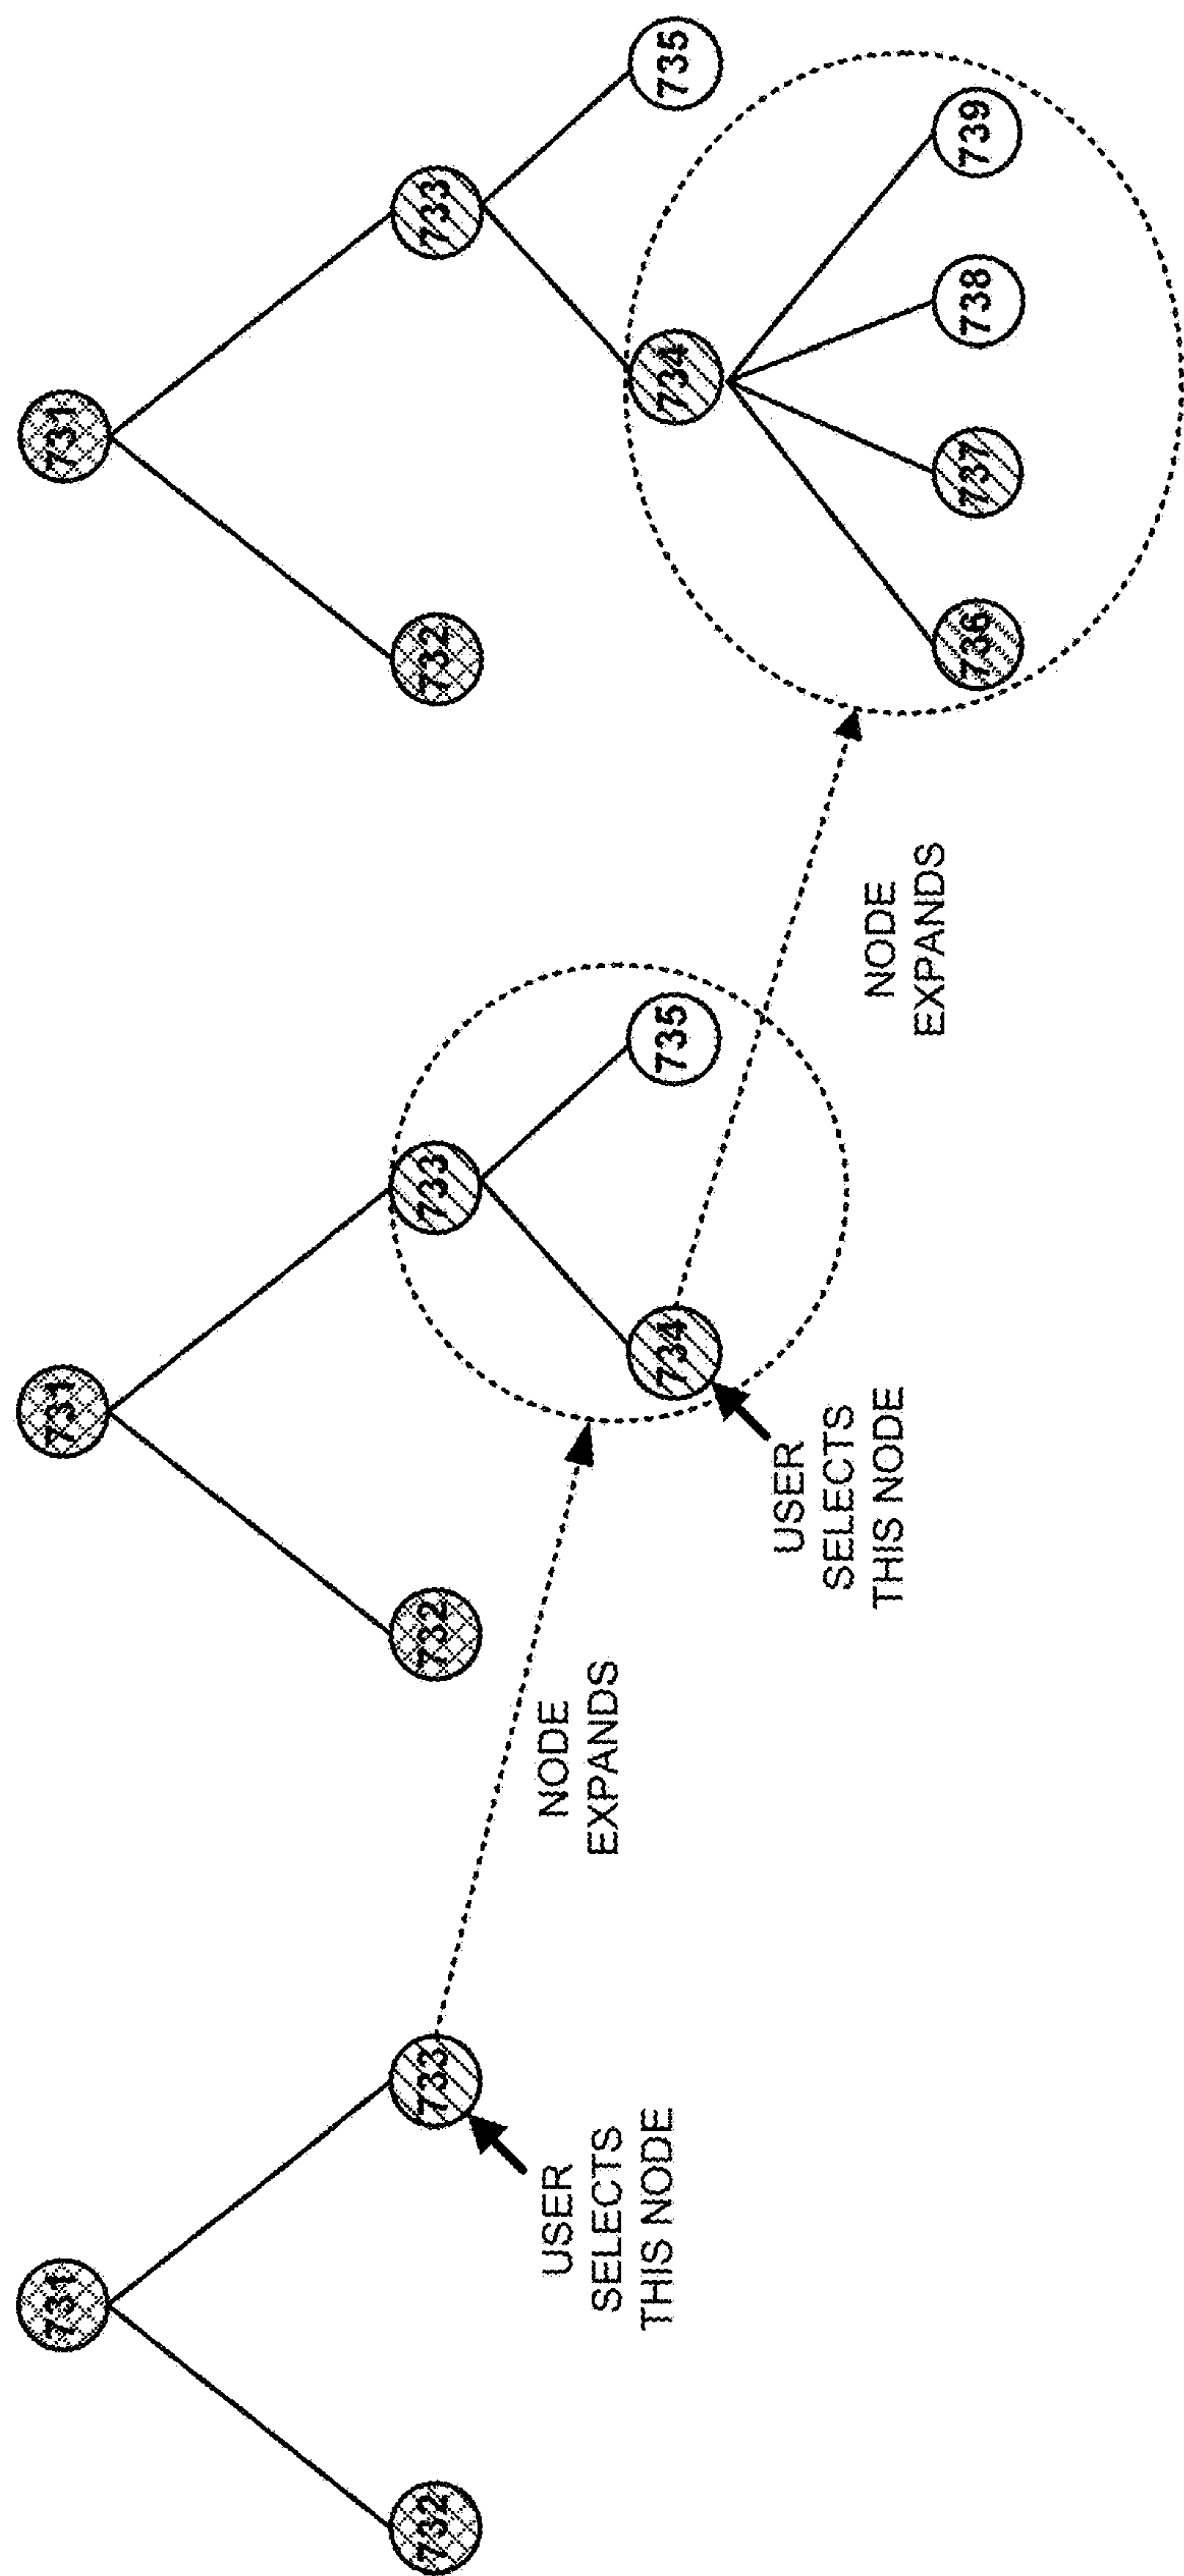 731
732
733
USER
SELECTS
THIS NODE
NODE
EXPANDS
731
732
733
734
735
USER
SELECTS
THIS NODE
NODE
EXPANDS
731
732
733
734
735
736
737
738
739